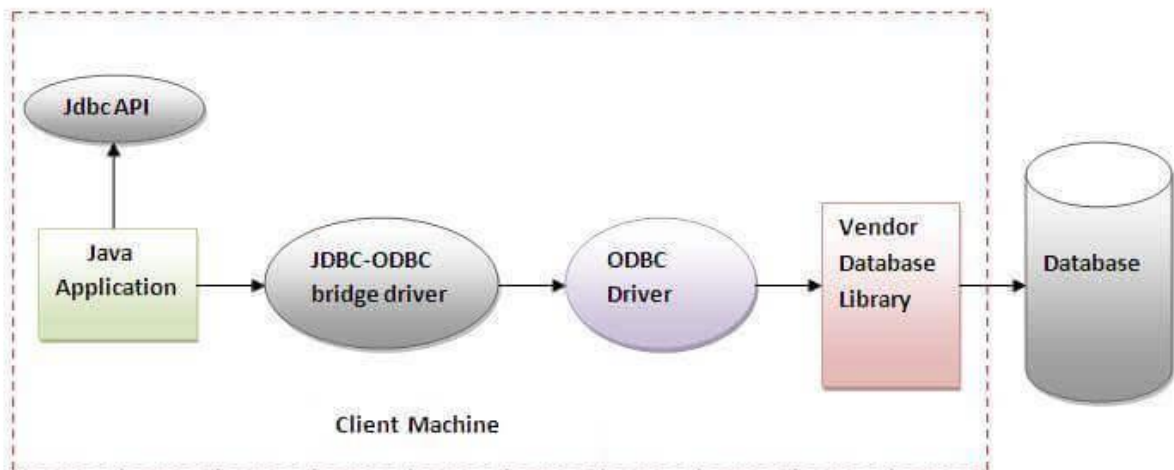 Jdbc API
Java
Application
JDBC-ODBC
bridge driver
ODBC
Driver
Vendor
Database
Library
Database
Client Machine